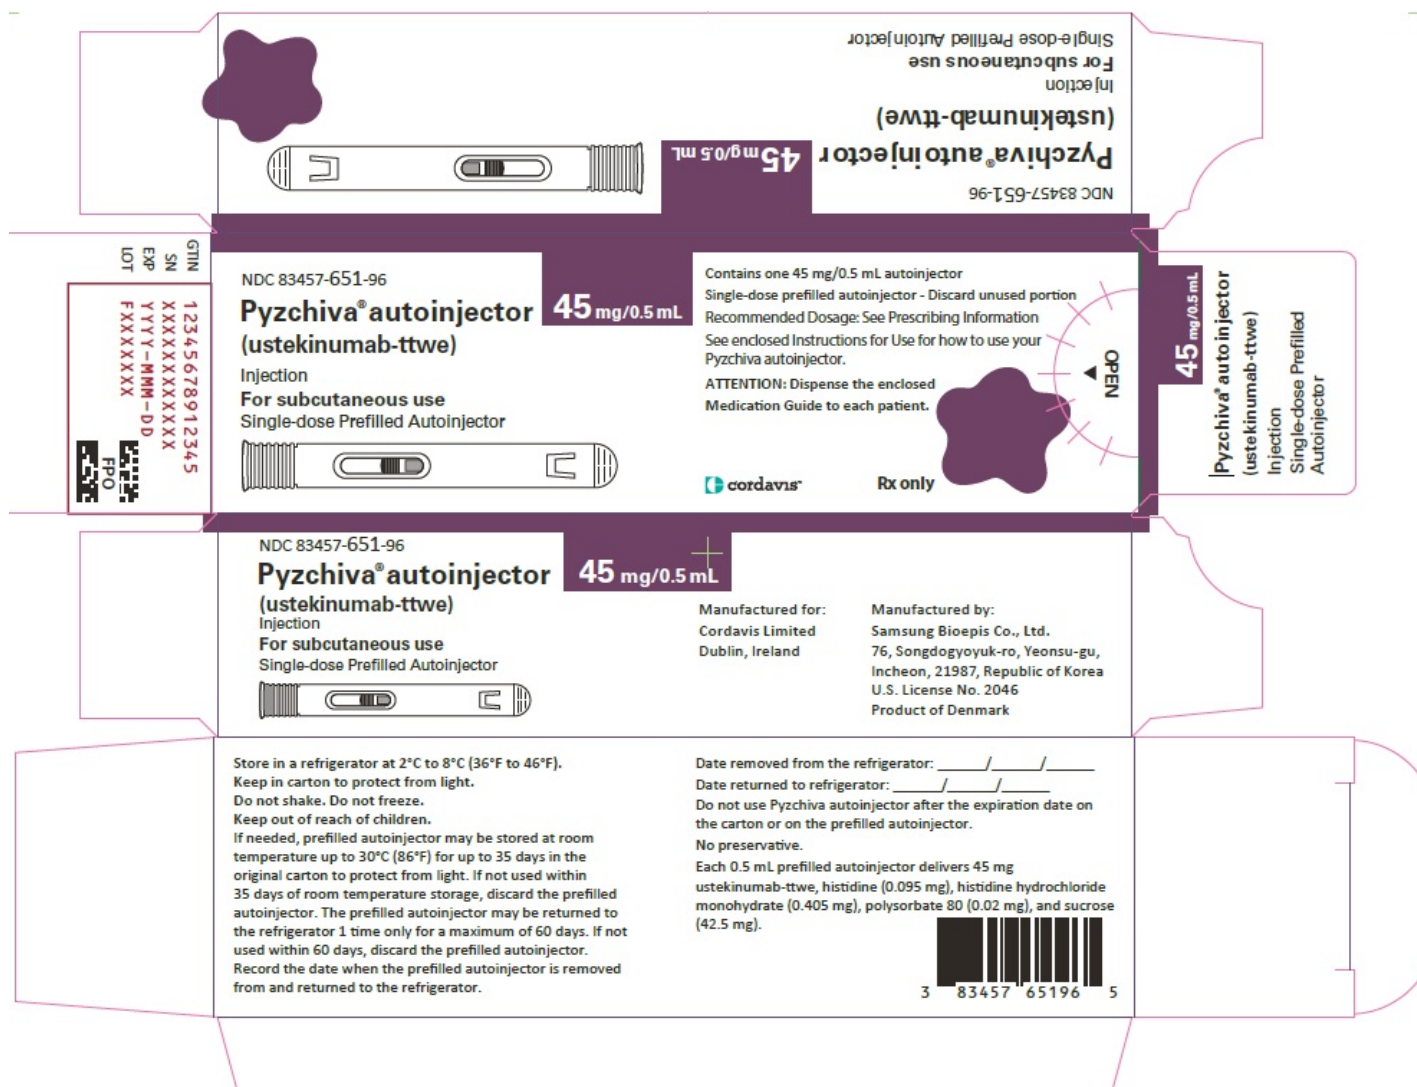 Single-dose Prefilled Autoinjector
For subcutaneous use
Injection
(ustekinumab-ttwe)
Pyzchiva® autoinjector
45 mg/0.5 mL
NDC 83457-651-96
GTIN
SN
EXP
LOT
12345678912345
XXXXXXXXXXXX
YYYY-MMM-DD
FXXXXXXX
FPO
NDC 83457-651-96
Pyzchiva® autoinjector
(ustekinumab-ttwe)
Injection
For subcutaneous use
Single-dose Prefilled Autoinjector
45 mg/0.5 mL
Contains one 45 mg/0.5 mL autoinjector
Single-dose prefilled autoinjector - Discard unused portion
Recommended Dosage: See Prescribing Information
See enclosed Instructions for Use for how to use your
Pyzchiva autoinjector.
ATTENTION: Dispense the enclosed
Medication Guide to each patient.
cordavis™
Rx only
OPEN
45 mg/0.5 mL
Pyzchiva® autoinjector
(ustekinumab-ttwe)
Injection
Single-dose Prefilled
Autoinjector
NDC 83457-651-96
Pyzchiva® autoinjector
(ustekinumab-ttwe)
Injection
For subcutaneous use
Single-dose Prefilled Autoinjector
45 mg/0.5 mL
Manufactured for:
Cordavis Limited
Dublin, Ireland
Manufactured by:
Samsung Bioepis Co., Ltd.
76, Songdogyoyuk-ro, Yeonsu-gu,
Incheon, 21987, Republic of Korea
U.S. License No. 2046
Product of Denmark
Store in a refrigerator at 2°C to 8°C (36°F to 46°F).
Keep in carton to protect from light.
Do not shake. Do not freeze.
Keep out of reach of children.
If needed, prefilled autoinjector may be stored at room
temperature up to 30°C (86°F) for up to 35 days in the
original carton to protect from light. If not used within
35 days of room temperature storage, discard the prefilled
autoinjector. The prefilled autoinjector may be returned to
the refrigerator 1 time only for a maximum of 60 days. If not
used within 60 days, discard the prefilled autoinjector.
Record the date when the prefilled autoinjector is removed
from and returned to the refrigerator.
Date removed from the refrigerator: ______/______/______
Date returned to refrigerator: ______/______/______
Do not use Pyzchiva autoinjector after the expiration date on
the carton or on the prefilled autoinjector.
No preservative.
Each 0.5 mL prefilled autoinjector delivers 45 mg
ustekinumab-ttwe, histidine (0.095 mg), histidine hydrochloride
monohydrate (0.405 mg), polysorbate 80 (0.02 mg), and sucrose
(42.5 mg).
3 83457 65196 5